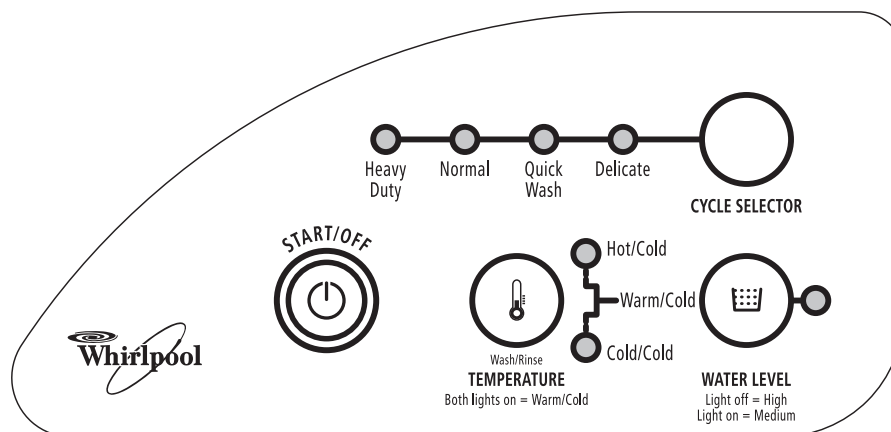 Heavy
Duty
Normal
Quick
Wash
Delicate
CYCLE SELECTOR
START/OFF
Hot/Cold
Warm/Cold
Cold/Cold
Wash/Rinse
TEMPERATURE
Both lights on = Warm/Cold
WATER LEVEL
Light off = High
Light on = Medium
Whirlpool